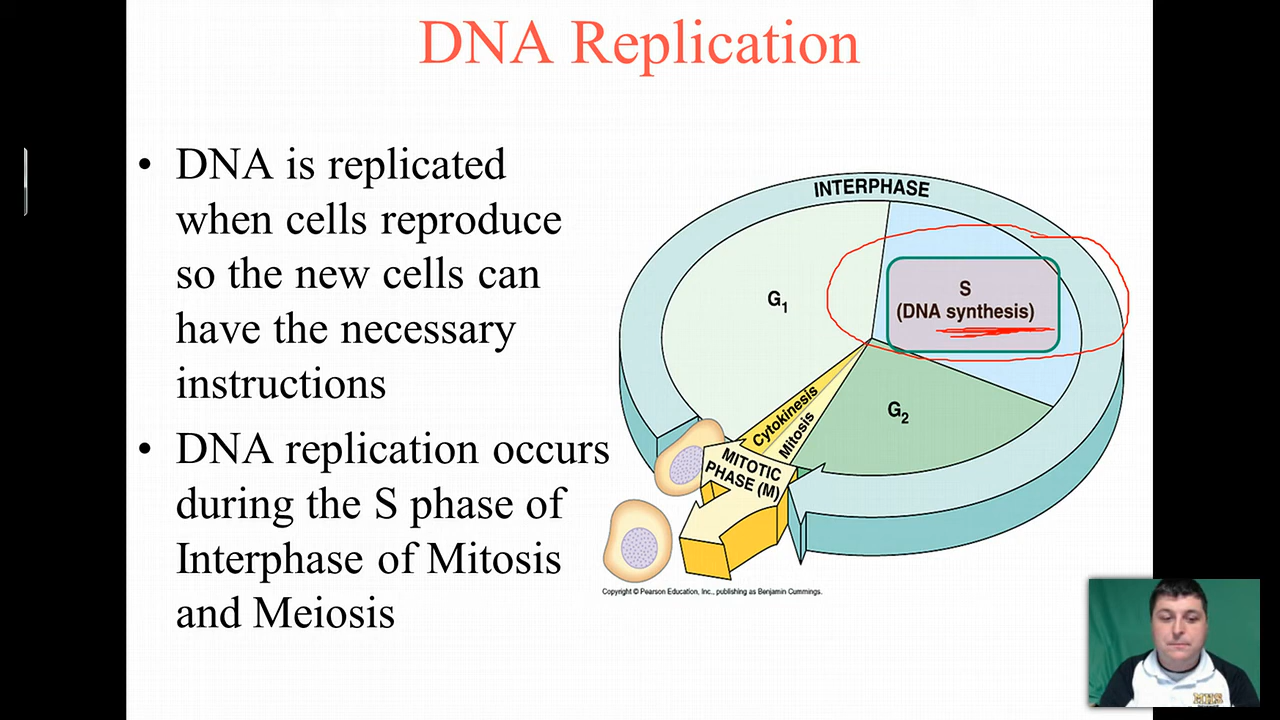 DNA Replication
• DNA is replicated
when cells reproduce
so the new cells can
have the necessary
instructions
• DNA replication occurs
during the S phase of
Interphase of Mitosis
and Meiosis
INTERPHASE
G1
S
(DNA synthesis)
G2
Cytokinesis
Mitosis
MITOTIC
PHASE (M)
Copyright © Pearson Education, Inc., publishing as Benjamin Cummings.
MHS